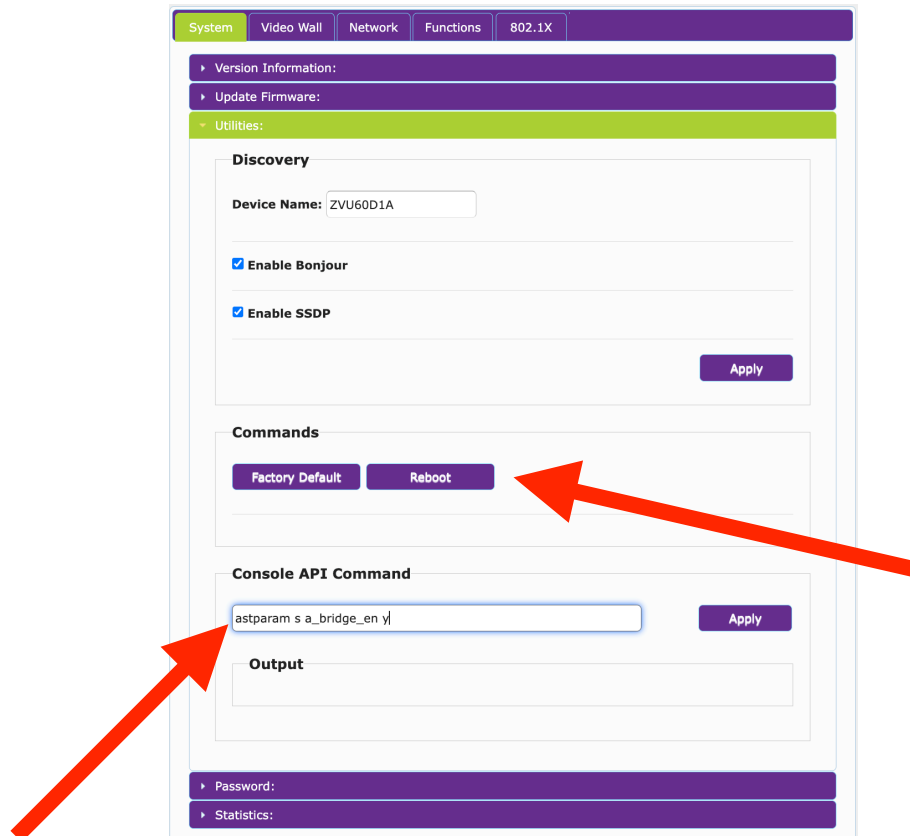 System Video Wall Network Functions 802.1X
Version Information:
Update Firmware:
Utilities:
Discovery
Device Name: ZVU60D1A
Enable Bonjour
Enable SSDP
Apply
Commands
Factory Default Reboot
Console API Command
astparam s a_bridge_en y Apply
Output
Password:
Statistics: